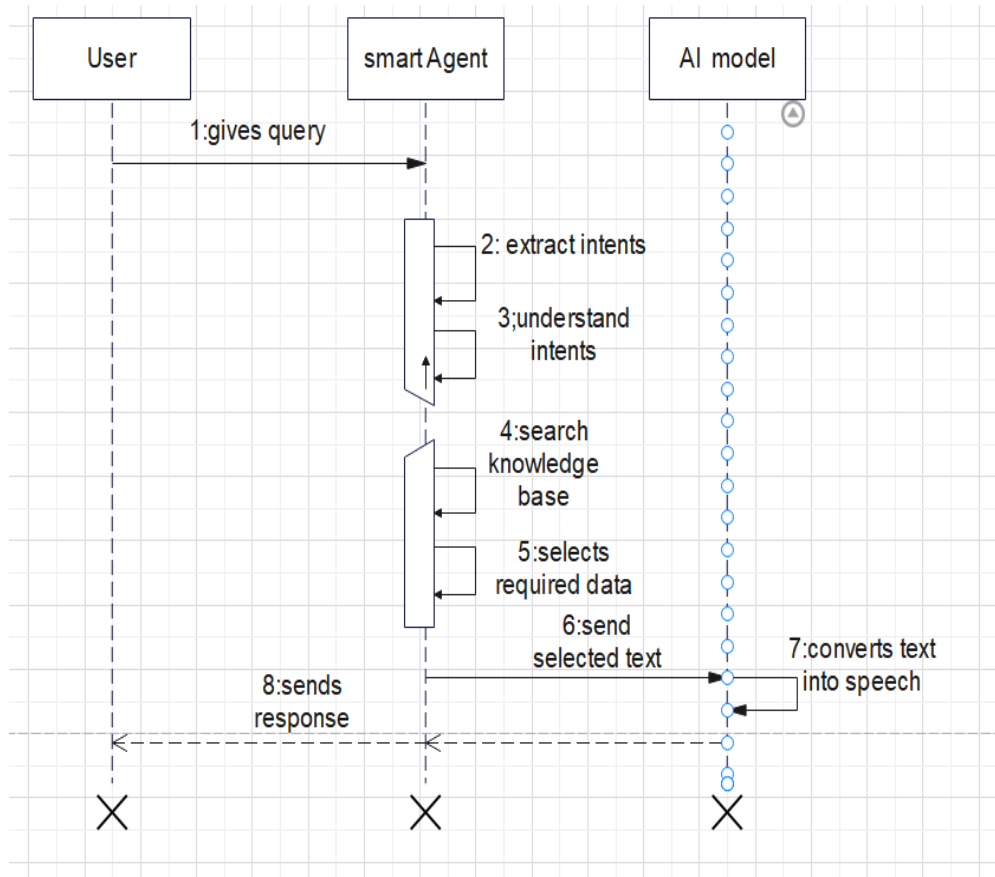 User
smart Agent
AI model
1:gives query
2: extract intents
3;understand
intents
4:search
knowledge
base
5:selects
required data
6:send
selected text
7:converts text
into speech
8:sends
response